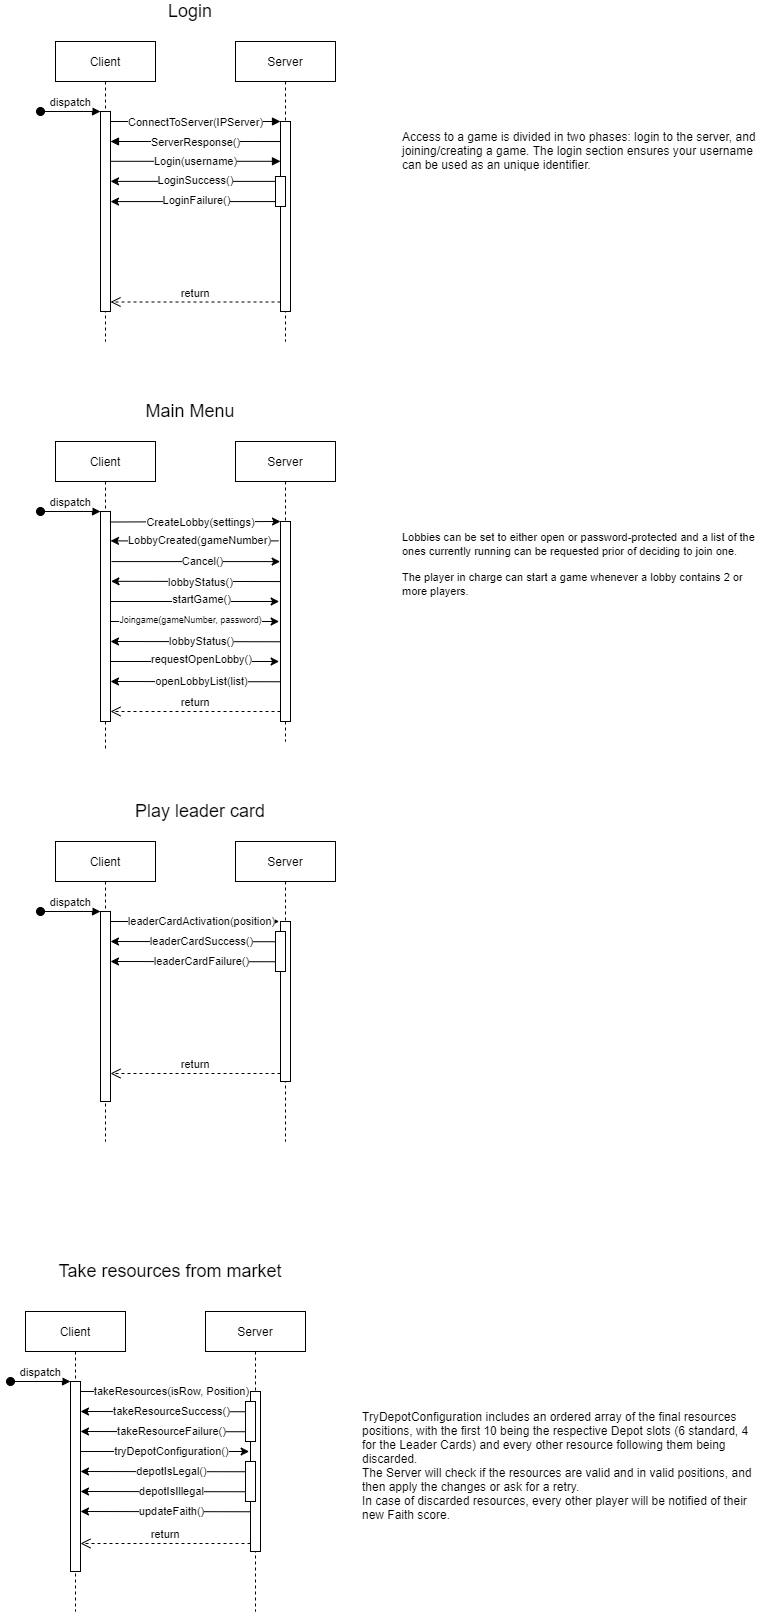 Login
Client
Server
dispatch
ConnectToServer(IPServer)
ServerResponse()
Login(username)
LoginSuccess()
LoginFailure()
return
Access to a game is divided in two phases: login to the server, and
joining/creating a game. The login section ensures your username
can be used as an unique identifier.
Main Menu
Client
Server
dispatch
CreateLobby(settings)
LobbyCreated(gameNumber)
Cancel()
lobbyStatus()
startGame()
Joingame(gameNumber, password)
lobbyStatus()
requestOpenLobby()
openLobbyList(list)
return
Lobbies can be set to either open or password-protected and a list of the
ones currently running can be requested prior of deciding to join one.
The player in charge can start a game whenever a lobby contains 2 or
more players.
Play leader card
Client
Server
dispatch
leaderCardActivation(position)
leaderCardSuccess()
leaderCardFailure()
return
Take resources from market
Client
Server
dispatch
takeResources(isRow, Position)
takeResourceSuccess()
takeResourceFailure()
tryDepotConfiguration()
depotIsLegal()
depotIsIllegal
updateFaith()
return
TryDepotConfiguration includes an ordered array of the final resources
positions, with the first 10 being the respective Depot slots (6 standard, 4
for the Leader Cards) and every other resource following them being
discarded.
The Server will check if the resources are valid and in valid positions, and
then apply the changes or ask for a retry.
In case of discarded resources, every other player will be notified of their
new Faith score.